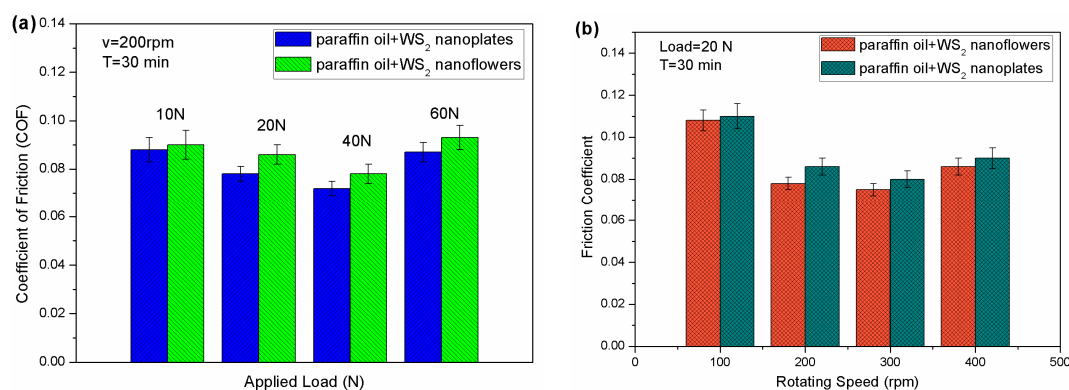 (a)
0.14
0.12
0.10
0.08
0.06
0.04
0.02
0.00
Coefficient of Friction (COF)
v=200rpm
T=30 min
paraffin oil+WS₂ nanoplates
paraffin oil+WS₂ nanoflowers
10N
20N
40N
60N
Applied Load (N)
(b)
0.14
0.12
0.10
0.08
0.06
0.04
0.02
0.00
Friction Coefficient
Load=20 N
T=30 min
paraffin oil+WS₂ nanoflowers
paraffin oil+WS₂ nanoplates
0 100 200 300 400 500
Rotating Speed (rpm)